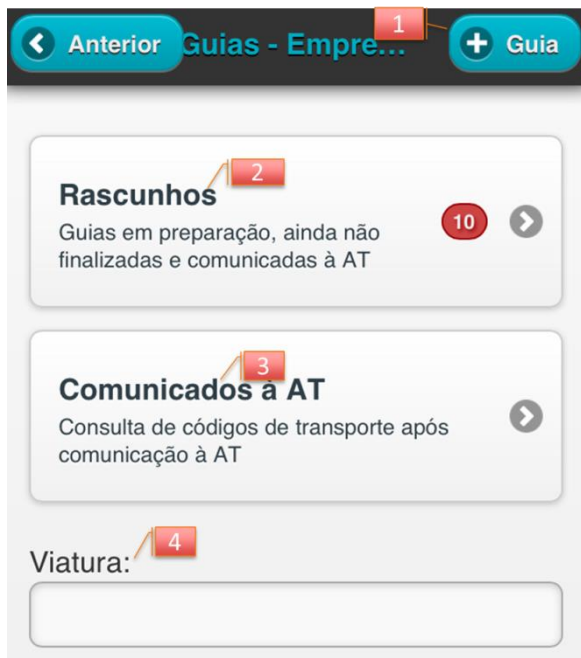 1
Anterior Guias - Empre... + Guia
2
Rascunhos
Guias em preparação, ainda não
finalizadas e comunicadas à AT
10
3
Comunicados à AT
Consulta de códigos de transporte após
comunicação à AT
4
Viatura: